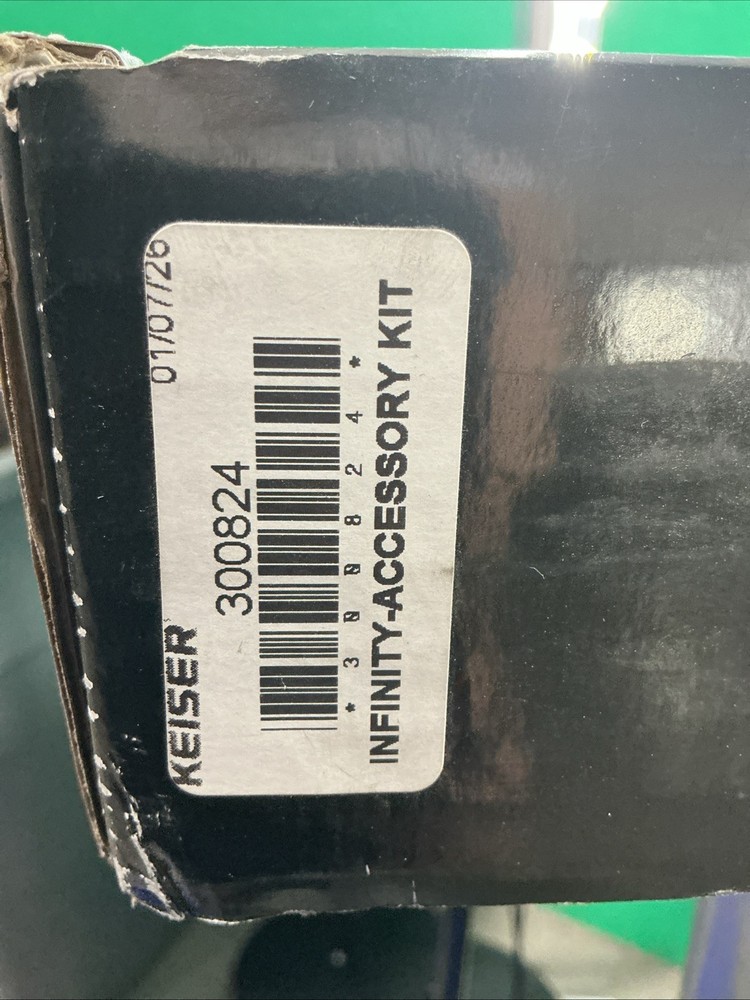 01/07/26
KEISER
300824
* 3 0 0 8 2 4 *
INFINITY-ACCESSORY KIT